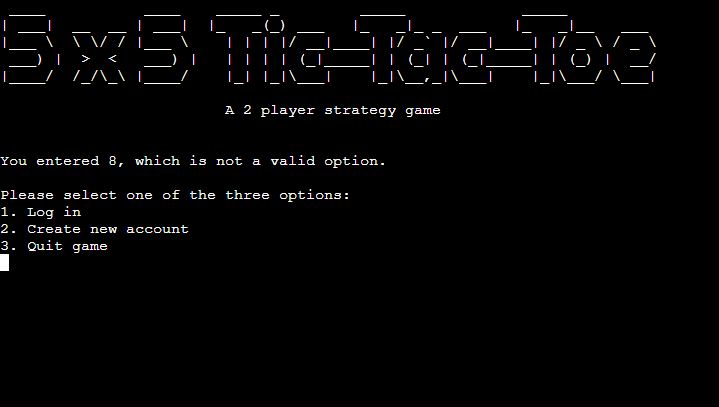 5x5 Tic-Tac-Toe
A 2 player strategy game
You entered 8, which is not a valid option.
Please select one of the three options:
1. Log in
2. Create new account
3. Quit game